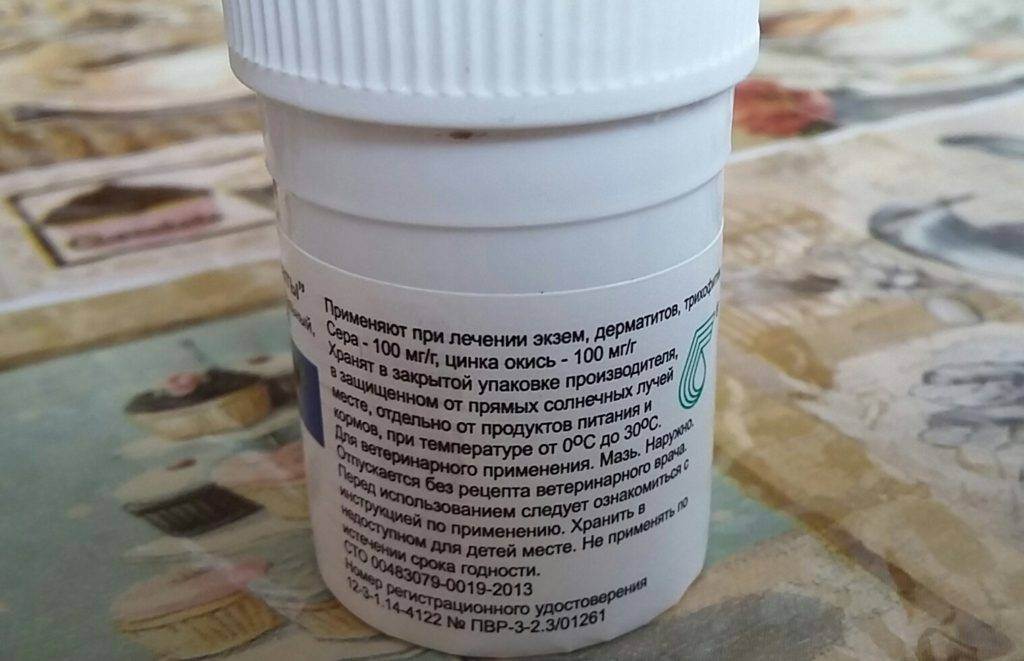 Применяют при лечении экзем, дерматитов,
Сера - 100 мг/г, цинка окись - 100 мг/г
Хранят в закрытой упаковке производителя,
в защищенном от прямых солнечных лучей
месте, отдельно от продуктов питания и
кормов, при температуре от 0ºС до 30ºС.
Для ветеринарного применения. Мазь. Наружно.
Отпускается без рецепта ветеринарного врача.
Перед использованием следует ознакомиться с
инструкцией по применению. Хранить в
недоступном для детей месте. Не применять по
истечении срока годности.
СТО 00483079-0019-2013
Номер регистрационного удостоверения
12-3-1.14-4122 № ПВР-3-2.3/01261